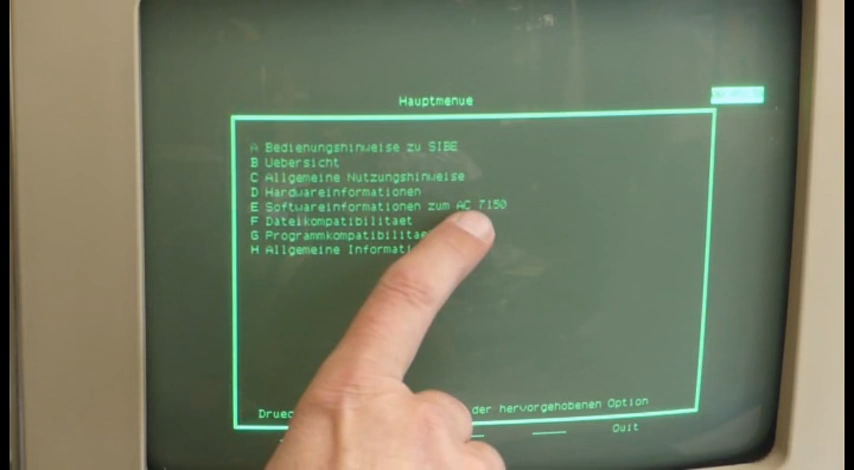 Hauptmenue
A Bedienungshinweise zu SIBE
B Uebersicht
C Allgemeine Nutzungshinweise
D Hardwareinformationen
E Softwareinformationen zum AC 7150
F Dateikompatibilitaet
G Programmkompatibilitae
H Allgemeine Informati
der hervorgehobenen Option
Quit